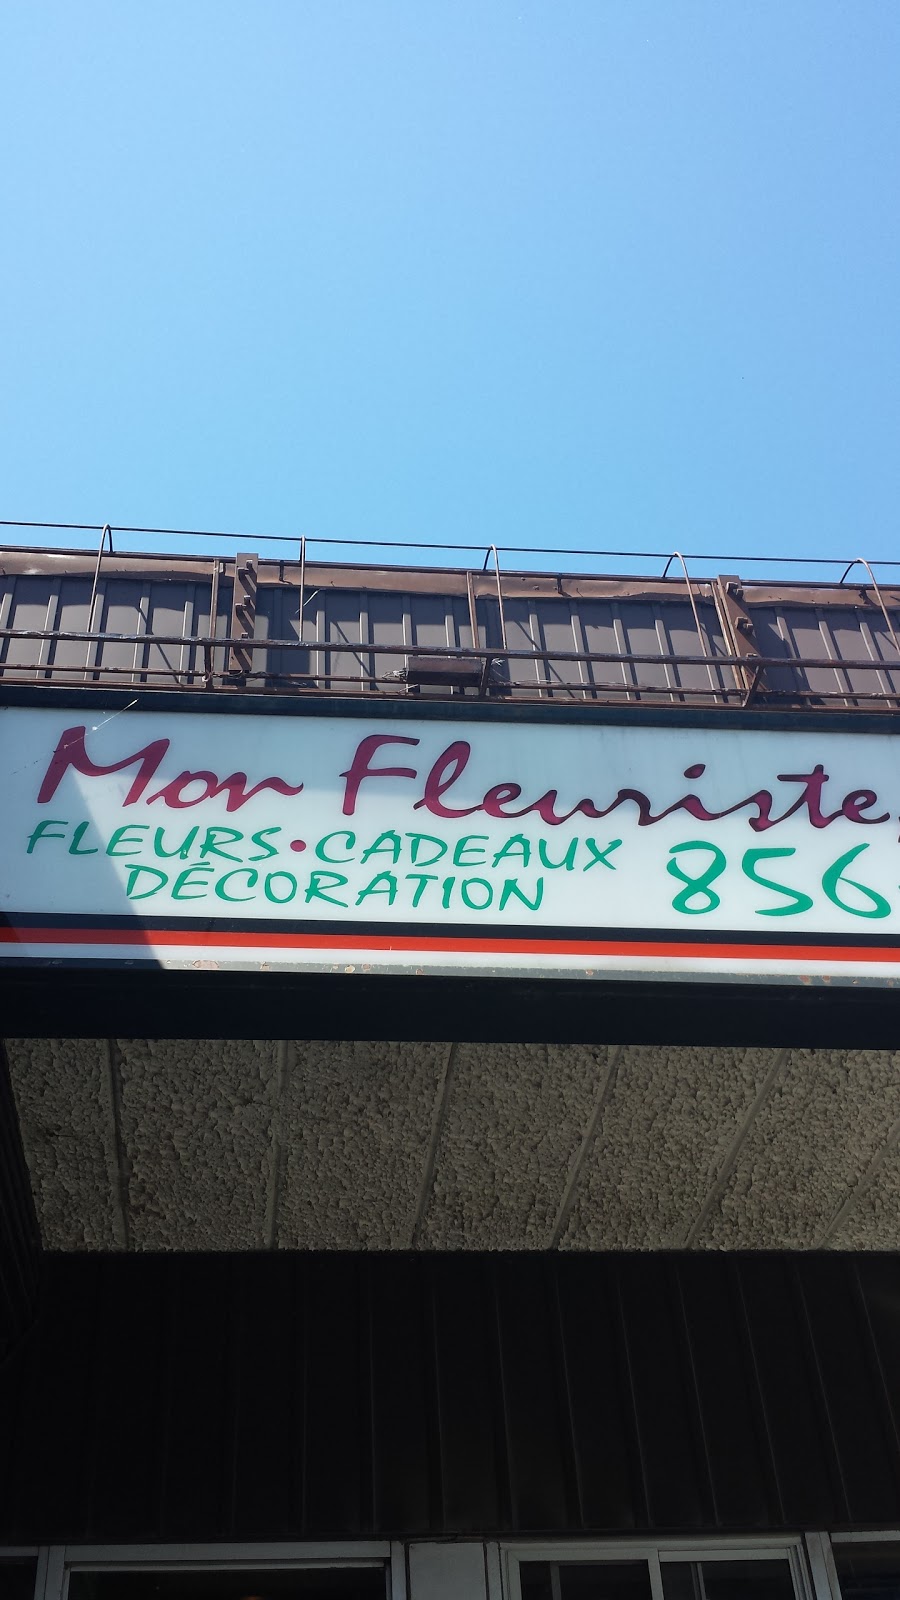 Mon Fleuriste
FLEURS • CADEAUX
DÉCORATION
856